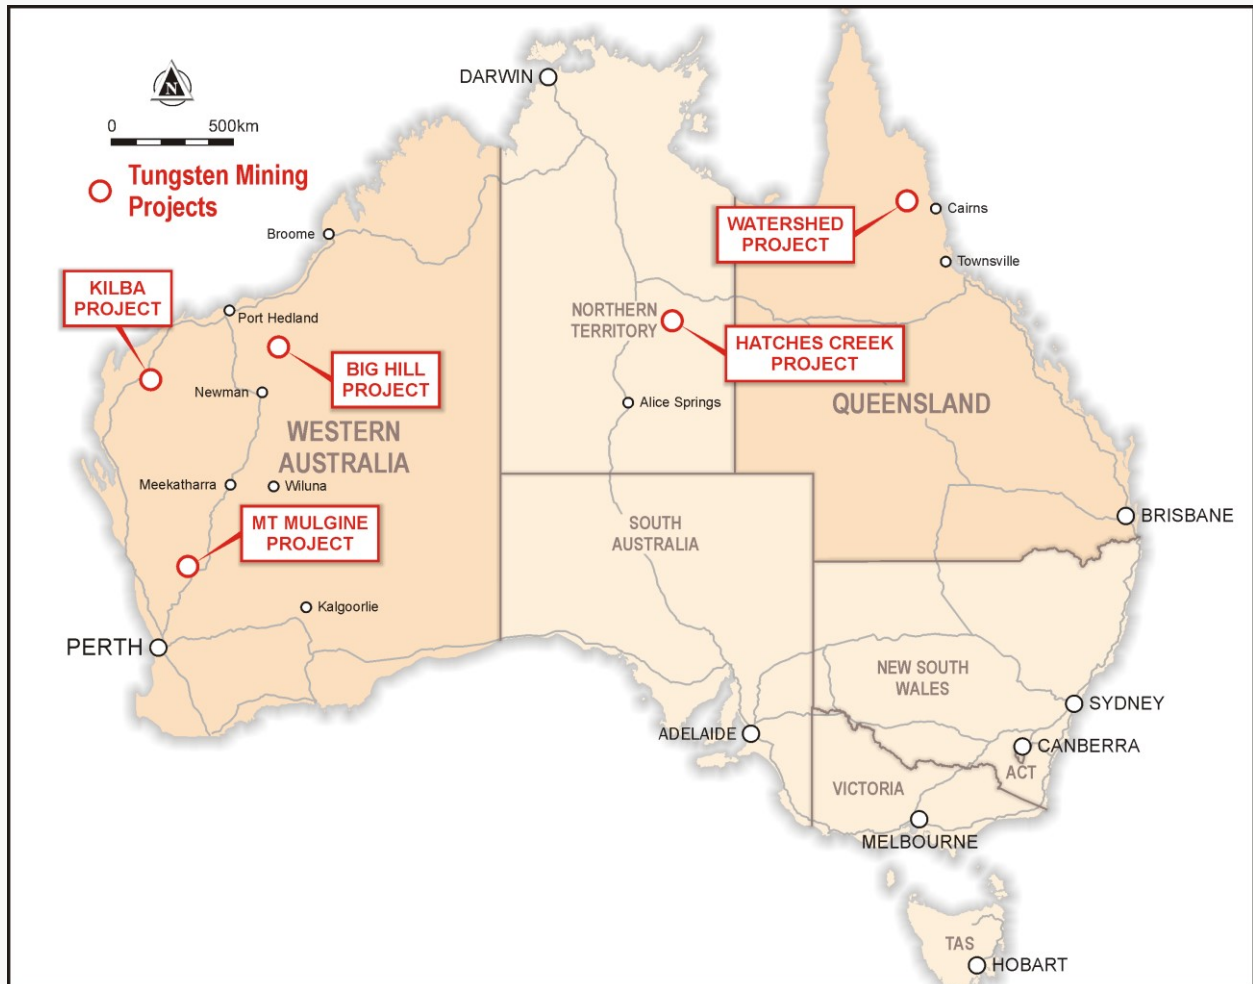 DARWIN
N
0 500km
Tungsten Mining
Projects
Broome
KILBA
PROJECT
Port Hedland
BIG HILL
PROJECT
Newman
WESTERN
AUSTRALIA
Meekatharra
Wiluna
MT MULGINE
PROJECT
Kalgoorlie
PERTH
WATERSHED
PROJECT
Cairns
Townsville
NORTHERN
TERRITORY
HATCHES CREEK
PROJECT
Alice Springs
QUEENSLAND
SOUTH
AUSTRALIA
BRISBANE
NEW SOUTH
WALES
SYDNEY
ADELAIDE
CANBERRA
ACT
VICTORIA
MELBOURNE
TAS
HOBART